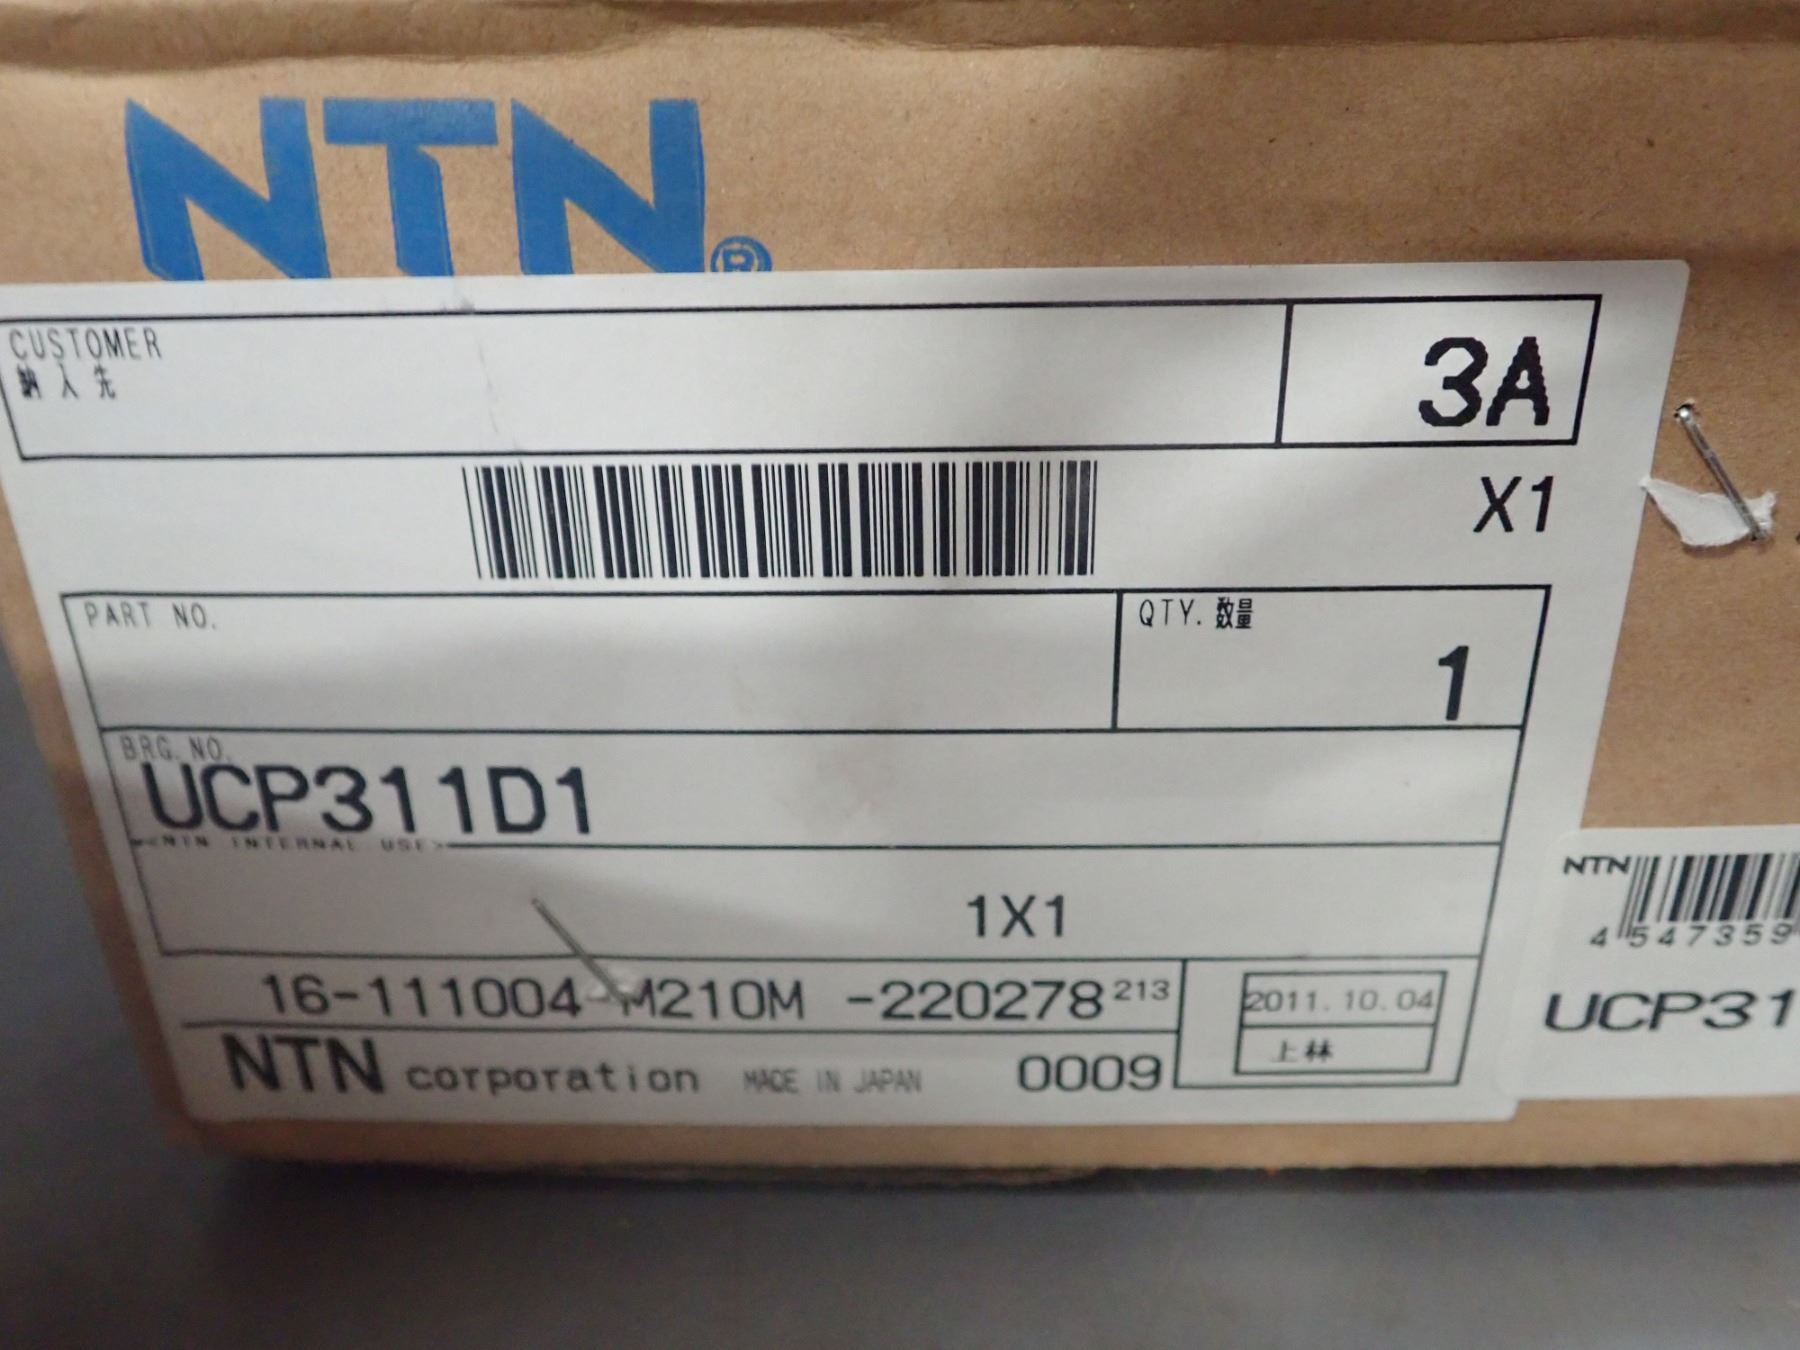 NTN®
CUSTOMER
納入先
3A
X1
PART NO.
QTY. 数量
1
BRG. NO.
UCP311D1
<NTN INTERNAL USE>
1X1
16-111004-M210M -220278 213
2011.10.04
上林
NTN corporation MADE IN JAPAN 0009
NTN
4 547359
UCP31